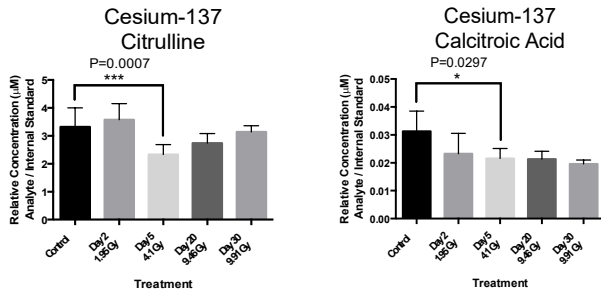 Cesium-137
Citrulline
P=0.0007
***
Relative Concentration (μM)
Analyte / Internal Standard
5
4
3
2
1
0
Control
Day 2
1.95 Gy
Day 5
4.1 Gy
Day 20
9.46 Gy
Day 30
9.91 Gy
Treatment
Cesium-137
Calcitroic Acid
P=0.0297
*
Relative Concentration (μM)
Analyte / Internal Standard
0.05
0.04
0.03
0.02
0.01
0.00
Control
Day 2
1.95 Gy
Day 5
4.1 Gy
Day 20
9.46 Gy
Day 30
9.91 Gy
Treatment